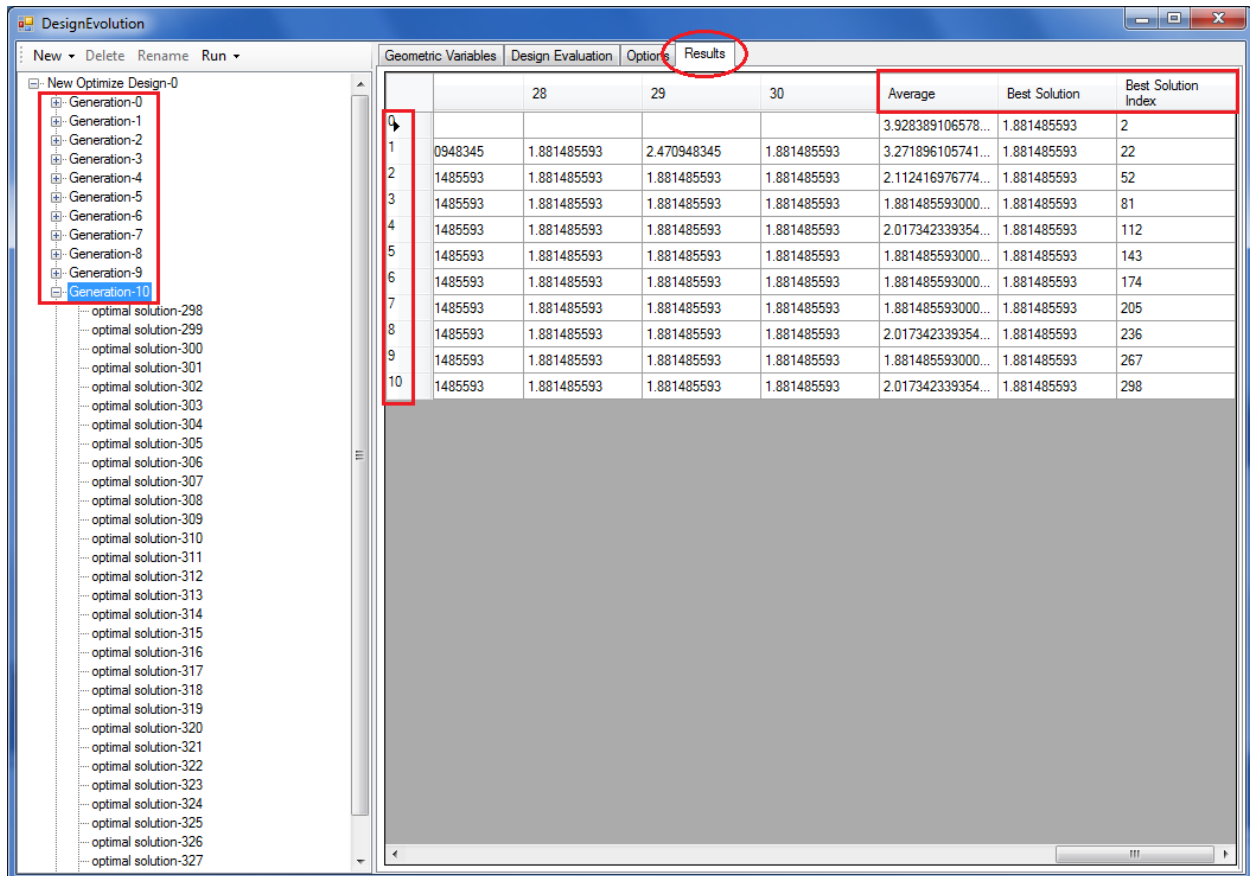 DesignEvolution
New Delete Rename Run
New Optimize Design-0
Generation-0
Generation-1
Generation-2
Generation-3
Generation-4
Generation-5
Generation-6
Generation-7
Generation-8
Generation-9
Generation-10
optimal solution-298
optimal solution-299
optimal solution-300
optimal solution-301
optimal solution-302
optimal solution-303
optimal solution-304
optimal solution-305
optimal solution-306
optimal solution-307
optimal solution-308
optimal solution-309
optimal solution-310
optimal solution-311
optimal solution-312
optimal solution-313
optimal solution-314
optimal solution-315
optimal solution-316
optimal solution-317
optimal solution-318
optimal solution-319
optimal solution-320
optimal solution-321
optimal solution-322
optimal solution-323
optimal solution-324
optimal solution-325
optimal solution-326
optimal solution-327
Geometric Variables Design Evaluation Options Results
28 29 30 Average Best Solution Best Solution Index
0 3.928389106578... 1.881485593 2
1 0948345 1.881485593 2.470948345 1.881485593 3.271896105741... 1.881485593 22
2 1485593 1.881485593 1.881485593 1.881485593 2.112416976774... 1.881485593 52
3 1485593 1.881485593 1.881485593 1.881485593 1.881485593000... 1.881485593 81
4 1485593 1.881485593 1.881485593 1.881485593 2.017342339354... 1.881485593 112
5 1485593 1.881485593 1.881485593 1.881485593 1.881485593000... 1.881485593 143
6 1485593 1.881485593 1.881485593 1.881485593 1.881485593000... 1.881485593 174
7 1485593 1.881485593 1.881485593 1.881485593 1.881485593000... 1.881485593 205
8 1485593 1.881485593 1.881485593 1.881485593 2.017342339354... 1.881485593 236
9 1485593 1.881485593 1.881485593 1.881485593 1.881485593000... 1.881485593 267
10 1485593 1.881485593 1.881485593 1.881485593 2.017342339354... 1.881485593 298